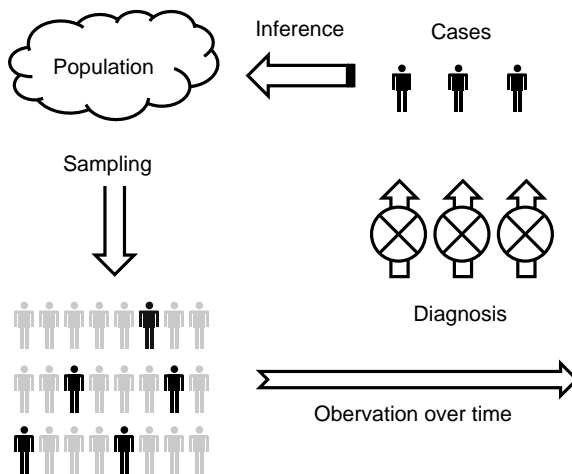 Inference
Cases
Population
Sampling
Diagnosis
Obervation over time